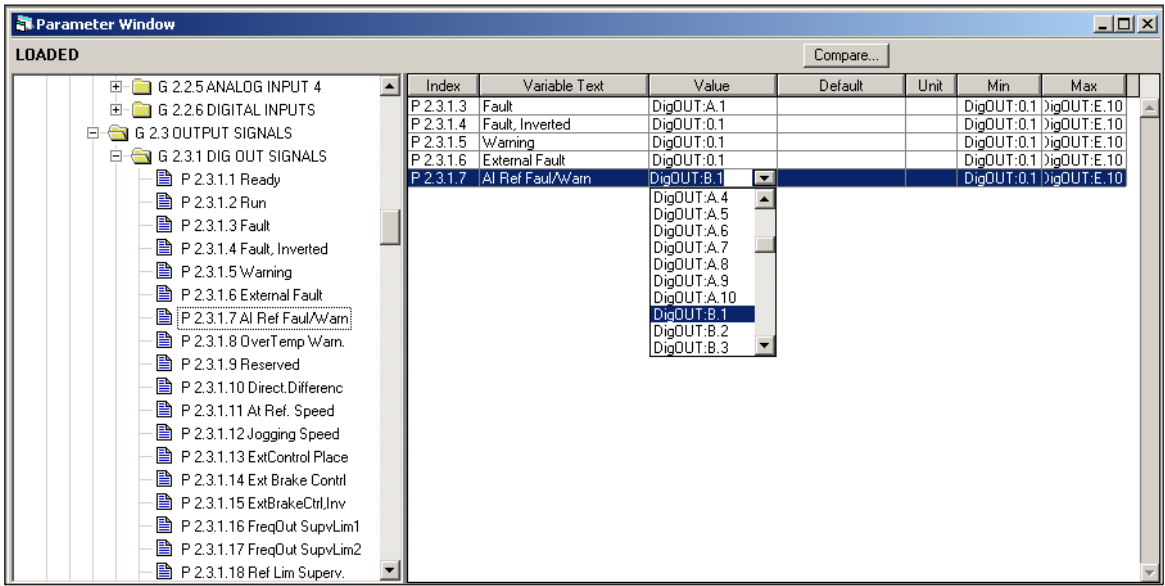 Parameter Window
LOADED
Compare...
G 2.2.5 ANALOG INPUT 4
G 2.2.6 DIGITAL INPUTS
G 2.3 OUTPUT SIGNALS
G 2.3.1 DIG OUT SIGNALS
P 2.3.1.1 Ready
P 2.3.1.2 Run
P 2.3.1.3 Fault
P 2.3.1.4 Fault, Inverted
P 2.3.1.5 Warning
P 2.3.1.6 External Fault
P 2.3.1.7 AI Ref Faul/Warn
P 2.3.1.8 OverTemp Warn.
P 2.3.1.9 Reserved
P 2.3.1.10 Direct.Differenc
P 2.3.1.11 At Ref. Speed
P 2.3.1.12 Jogging Speed
P 2.3.1.13 ExtControl Place
P 2.3.1.14 Ext Brake Contrl
P 2.3.1.15 ExtBrakeCtrl,Inv
P 2.3.1.16 FreqOut SupvLim1
P 2.3.1.17 FreqOut SupvLim2
P 2.3.1.18 Ref Lim Superv.
Index Variable Text Value Default Unit Min Max
P 2.3.1.3 Fault DigOUT:A.1 DigOUT:0.1 )igOUT:E.10
P 2.3.1.4 Fault, Inverted DigOUT:0.1 DigOUT:0.1 )igOUT:E.10
P 2.3.1.5 Warning DigOUT:0.1 DigOUT:0.1 )igOUT:E.10
P 2.3.1.6 External Fault DigOUT:0.1 DigOUT:0.1 )igOUT:E.10
P 2.3.1.7 AI Ref Faul/Warn DigOUT:B.1 DigOUT:0.1 )igOUT:E.10
DigOUT:A.4
DigOUT:A.5
DigOUT:A.6
DigOUT:A.7
DigOUT:A.8
DigOUT:A.9
DigOUT:A.10
DigOUT:B.1
DigOUT:B.2
DigOUT:B.3